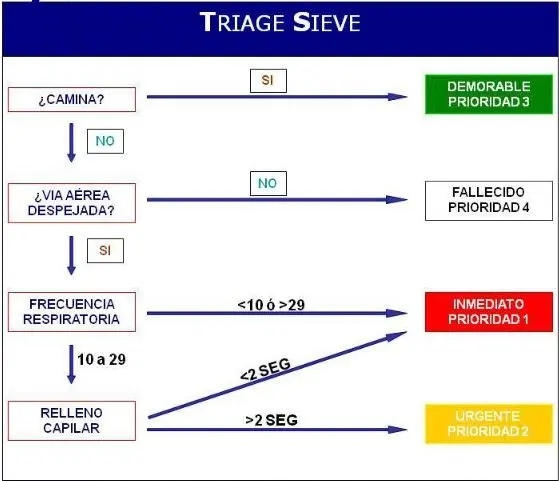 TRIAGE SIEVE
¿CAMINA?
SI
DEMORABLE
PRIORIDAD 3
NO
¿VIA AÉREA
DESPEJADA?
NO
FALLECIDO
PRIORIDAD 4
SI
FRECUENCIA
RESPIRATORIA
<10 ó >29
INMEDIATO
PRIORIDAD 1
10 a 29
<2 SEG
RELLENO
CAPILAR
>2 SEG
URGENTE
PRIORIDAD 2